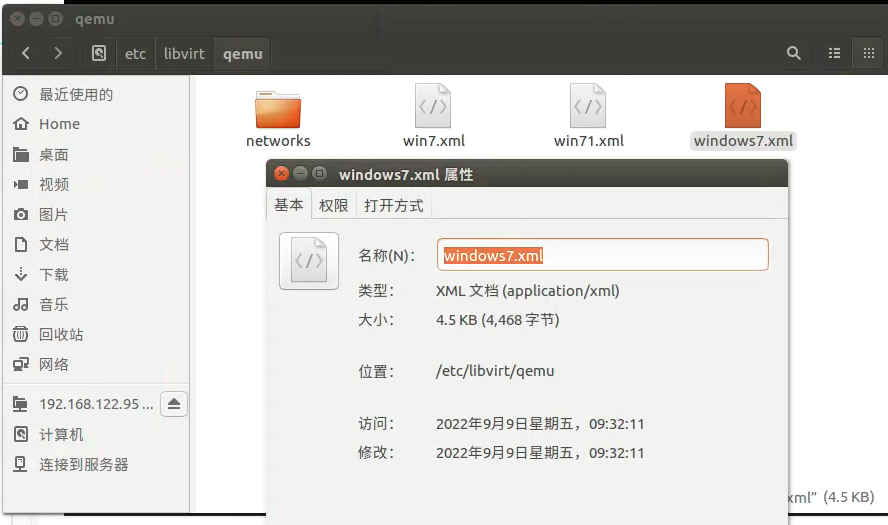 qemu
etc libvirt qemu
最近使用的
Home
桌面
视频
图片
文档
下载
音乐
回收站
网络
192.168.122.95 ...
计算机
连接到服务器
networks
win7.xml
win71.xml
windows7.xml
windows7.xml 属性
基本 权限 打开方式
名称(N)： windows7.xml
类型： XML 文档 (application/xml)
大小： 4.5 KB (4,468 字节)
位置： /etc/libvirt/qemu
访问： 2022年9月9日星期五，09:32:11
修改： 2022年9月9日星期五，09:32:11
xml” (4.5 KB)